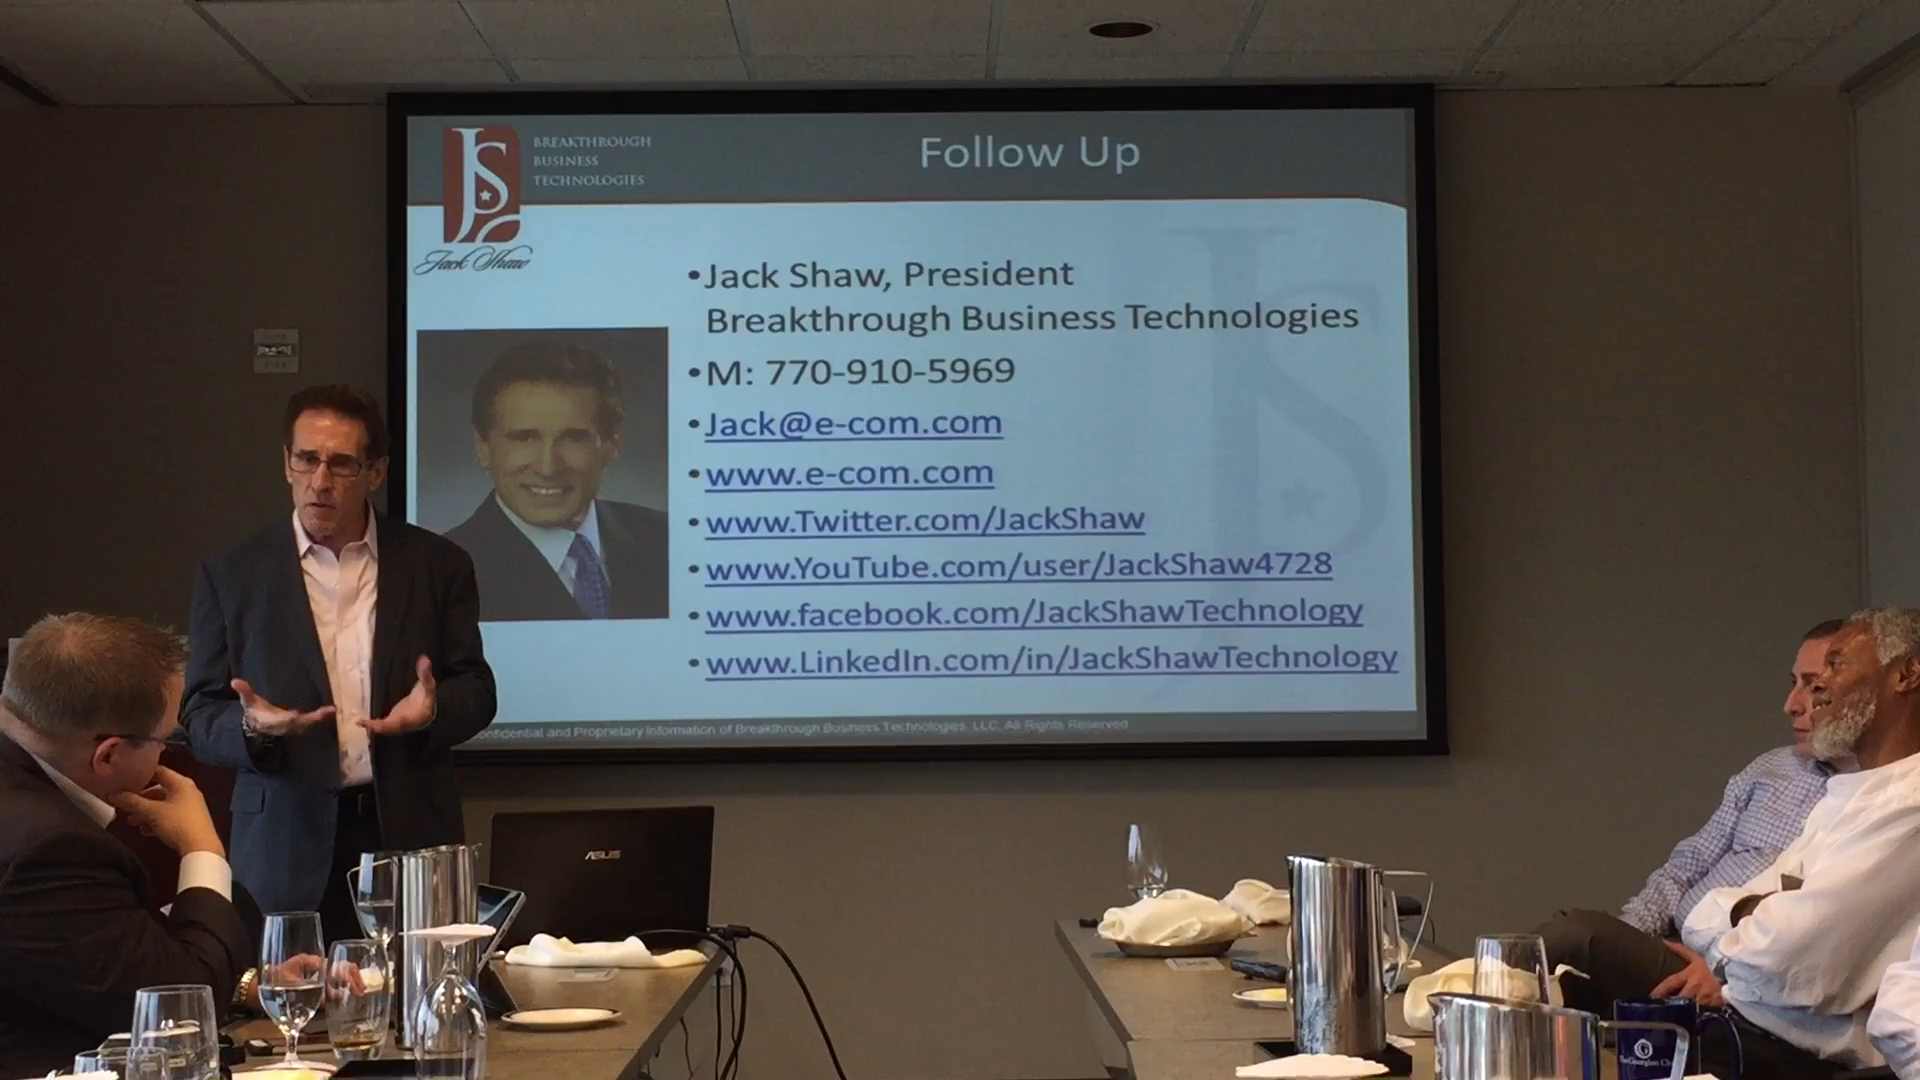 BREAKTHROUGH
BUSINESS
TECHNOLOGIES
Follow Up
JS
Jack Shaw
•Jack Shaw, President
Breakthrough Business Technologies
•M: 770-910-5969
•Jack@e-com.com
•www.e-com.com
•www.Twitter.com/JackShaw
•www.YouTube.com/user/JackShaw4728
•www.facebook.com/JackShawTechnology
•www.LinkedIn.com/in/JackShawTechnology
onfidential and Proprietary Information of Breakthrough Business Technologies, LLC, All Rights Reserved
ASUS
G